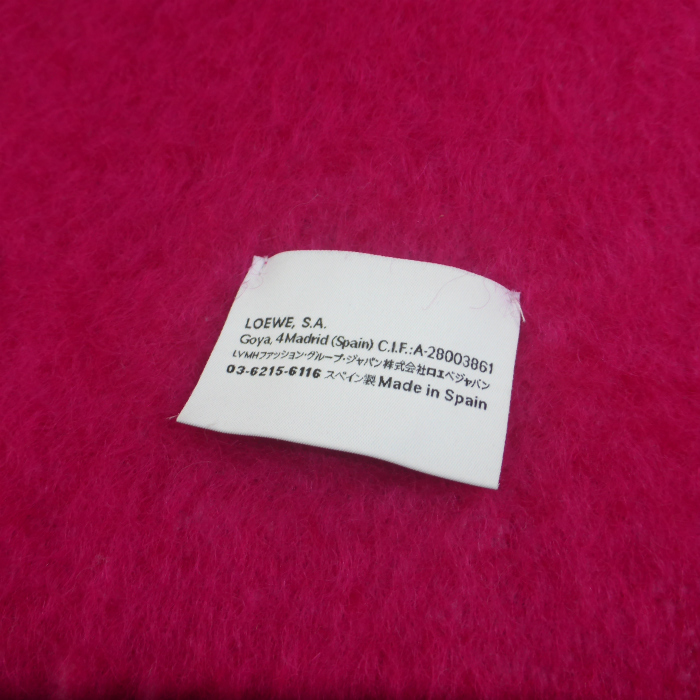 LOEWE, S.A.
Goya, 4 Madrid (Spain) C.I.F.: A-28003861
LVMHファッション・グループ・ジャパン株式会社ロエベジャパン
03-6215-6116 スペイン製 Made in Spain